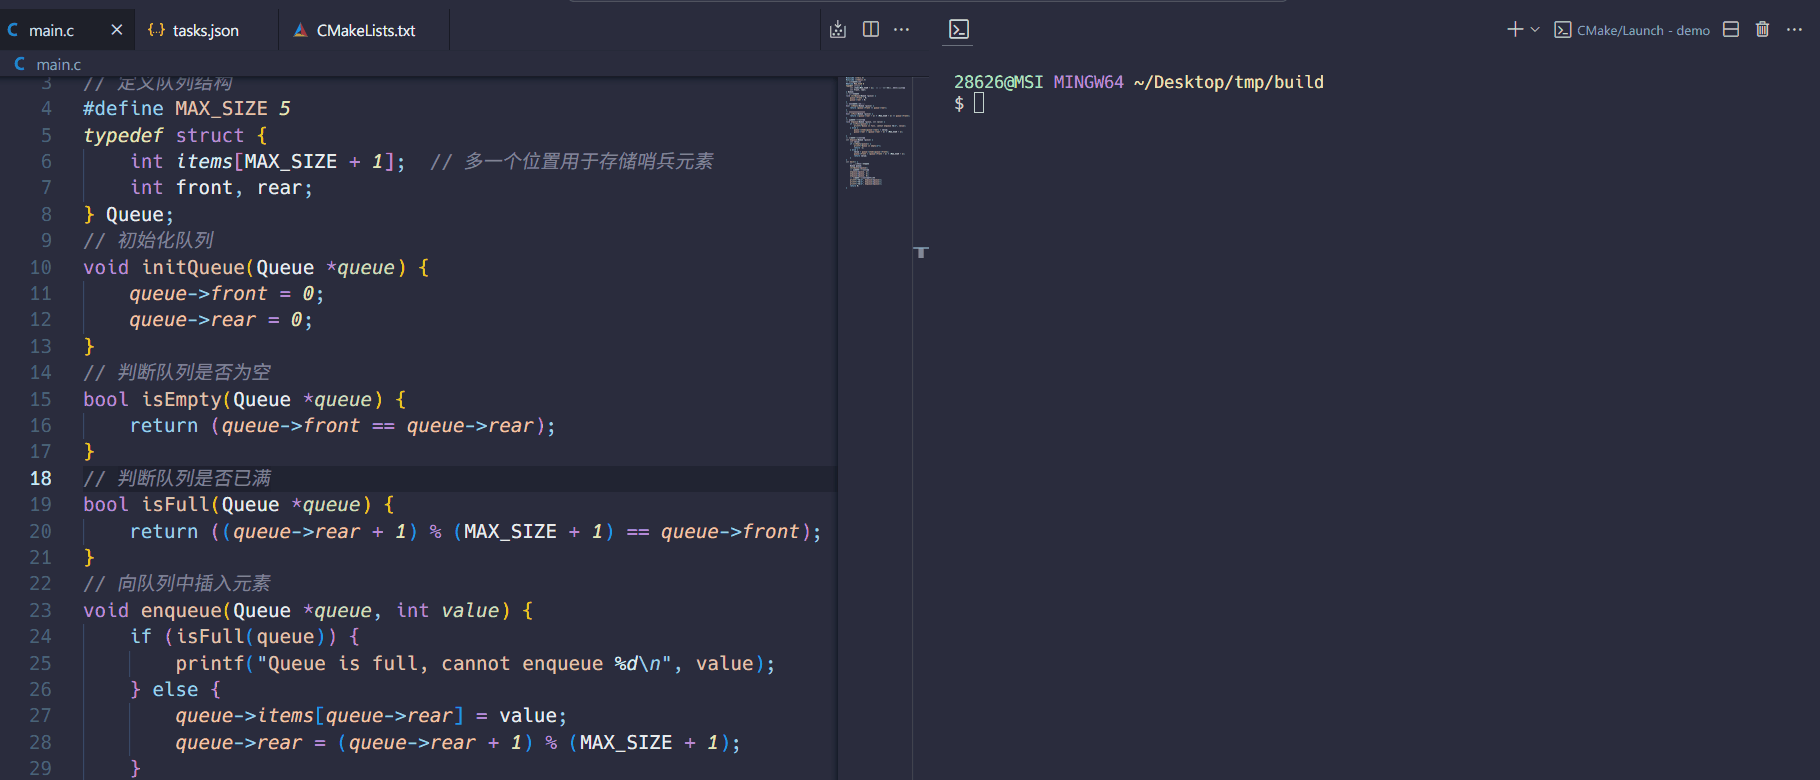 main.c
tasks.json
CMakeLists.txt
CMake/Launch - demo
main.c
3 // 定义队列结构
4 #define MAX_SIZE 5
5 typedef struct {
6 int items[MAX_SIZE + 1]; // 多一个位置用于存储哨兵元素
7 int front, rear;
8 } Queue;
9 // 初始化队列
10 void initQueue(Queue *queue) {
11 queue->front = 0;
12 queue->rear = 0;
13 }
14 // 判断队列是否为空
15 bool isEmpty(Queue *queue) {
16 return (queue->front == queue->rear);
17 }
18 // 判断队列是否已满
19 bool isFull(Queue *queue) {
20 return ((queue->rear + 1) % (MAX_SIZE + 1) == queue->front);
21 }
22 // 向队列中插入元素
23 void enqueue(Queue *queue, int value) {
24 if (isFull(queue)) {
25 printf("Queue is full, cannot enqueue %d\n", value);
26 } else {
27 queue->items[queue->rear] = value;
28 queue->rear = (queue->rear + 1) % (MAX_SIZE + 1);
29 }
28626@MSI MINGW64 ~/Desktop/tmp/build
$